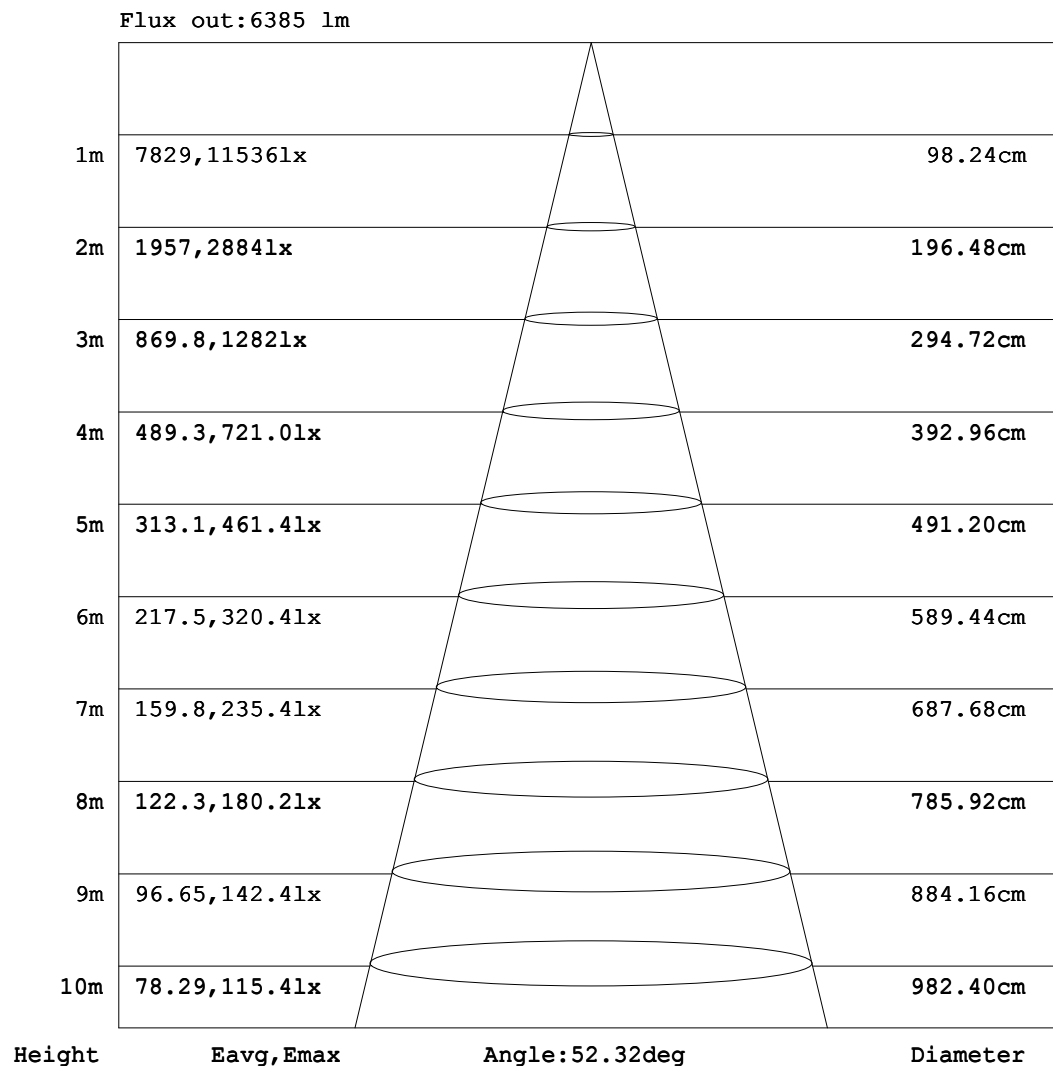 Flux out:6385 lm
1m 7829,11536lx 98.24cm
2m 1957,2884lx 196.48cm
3m 869.8,1282lx 294.72cm
4m 489.3,721.0lx 392.96cm
5m 313.1,461.4lx 491.20cm
6m 217.5,320.4lx 589.44cm
7m 159.8,235.4lx 687.68cm
8m 122.3,180.2lx 785.92cm
9m 96.65,142.4lx 884.16cm
10m 78.29,115.4lx 982.40cm
Height Eavg,Emax Angle:52.32deg Diameter